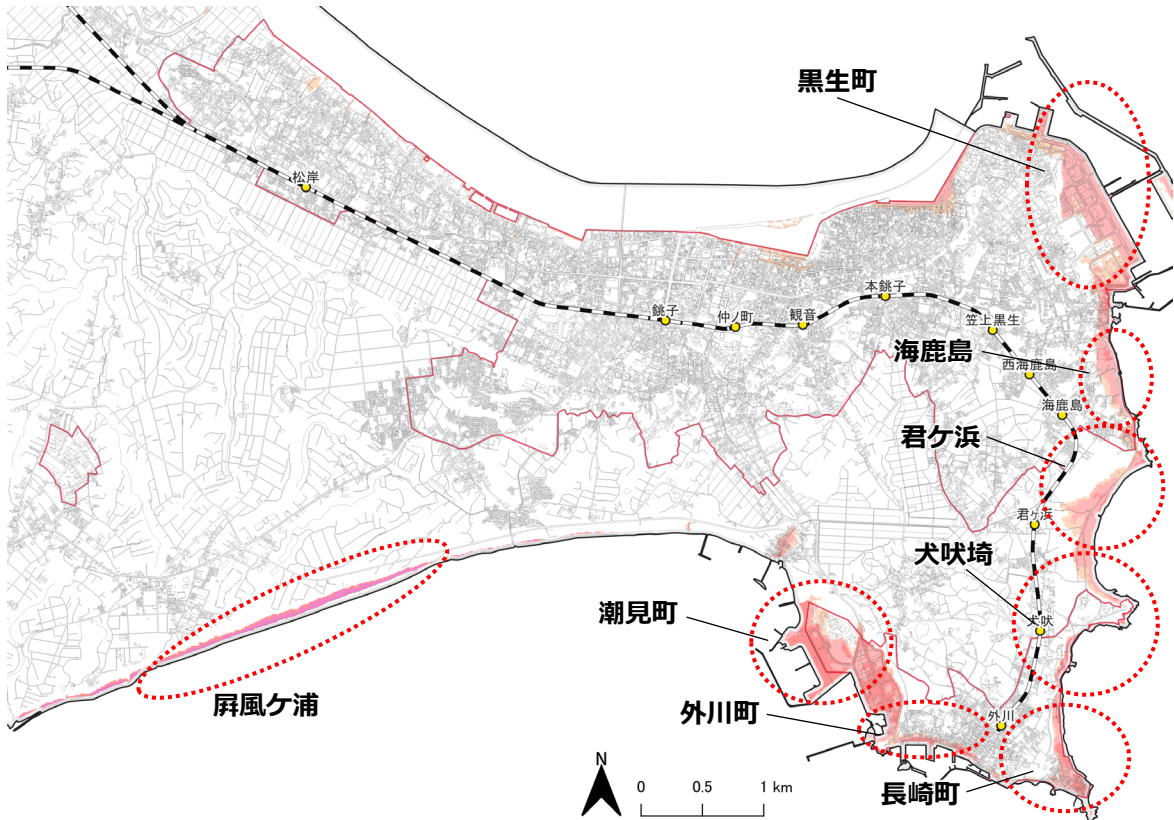 黒生町
松岸
本銚子
銚子
仲ノ町
観音
笠上黒生
海鹿島
西海鹿島
海鹿島
君ケ浜
君ヶ浜
犬吠埼
潮見町
犬吠
屛風ケ浦
外川町
外川
長崎町
N
0 0.5 1 km